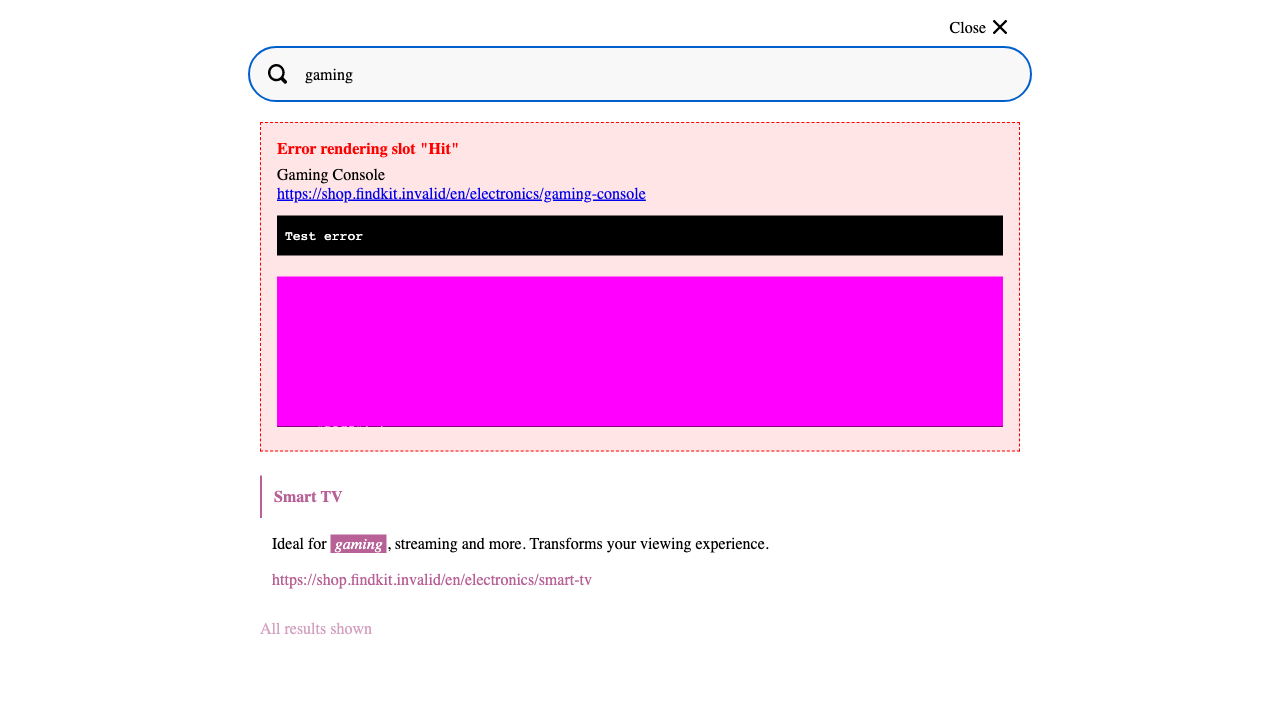 Close
gaming
Error rendering slot "Hit"
Gaming Console
https://shop.findkit.invalid/en/electronics/gaming-console
Test error
Smart TV
Ideal for gaming, streaming and more. Transforms your viewing experience.
https://shop.findkit.invalid/en/electronics/smart-tv
All results shown